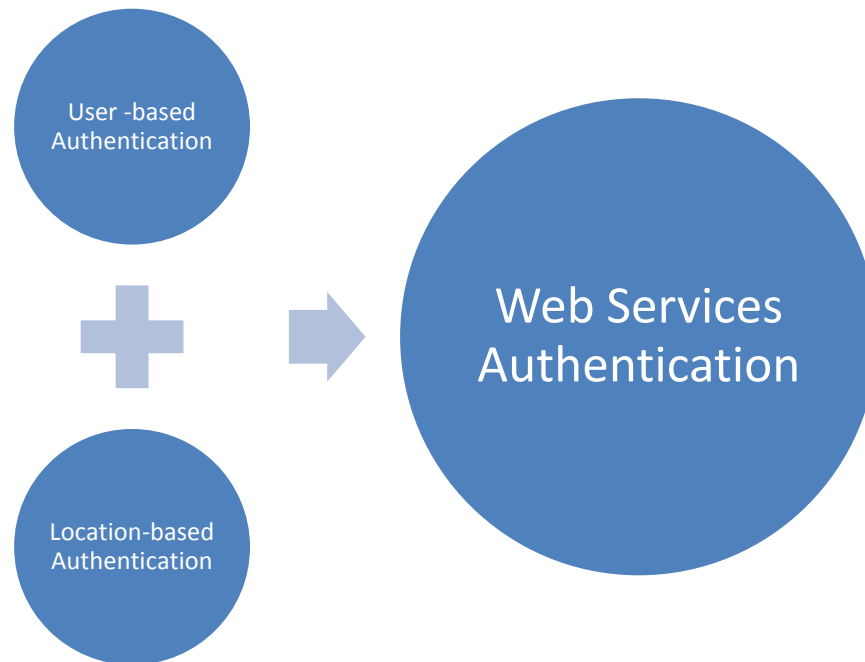 User -based
Authentication
Web Services
Authentication
Location-based
Authentication